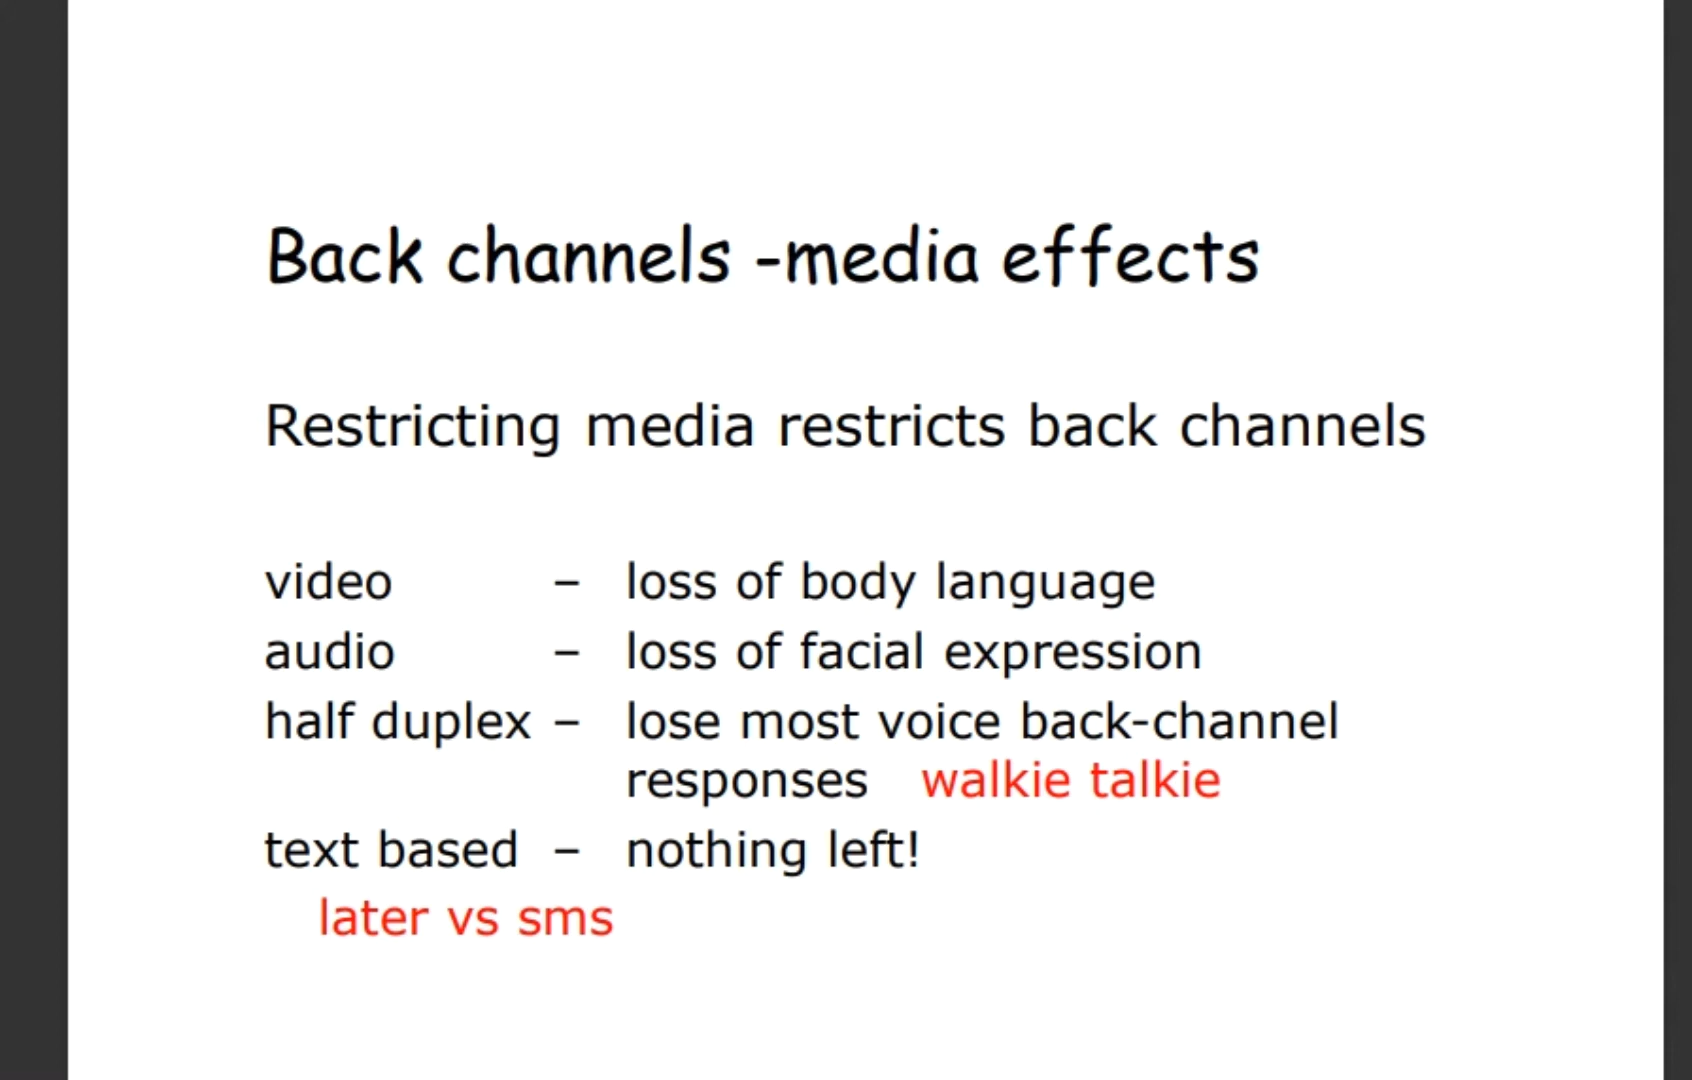 Back channels -media effects
Restricting media restricts back channels
video – loss of body language
audio – loss of facial expression
half duplex – lose most voice back-channel
responses walkie talkie
text based – nothing left!
later vs sms